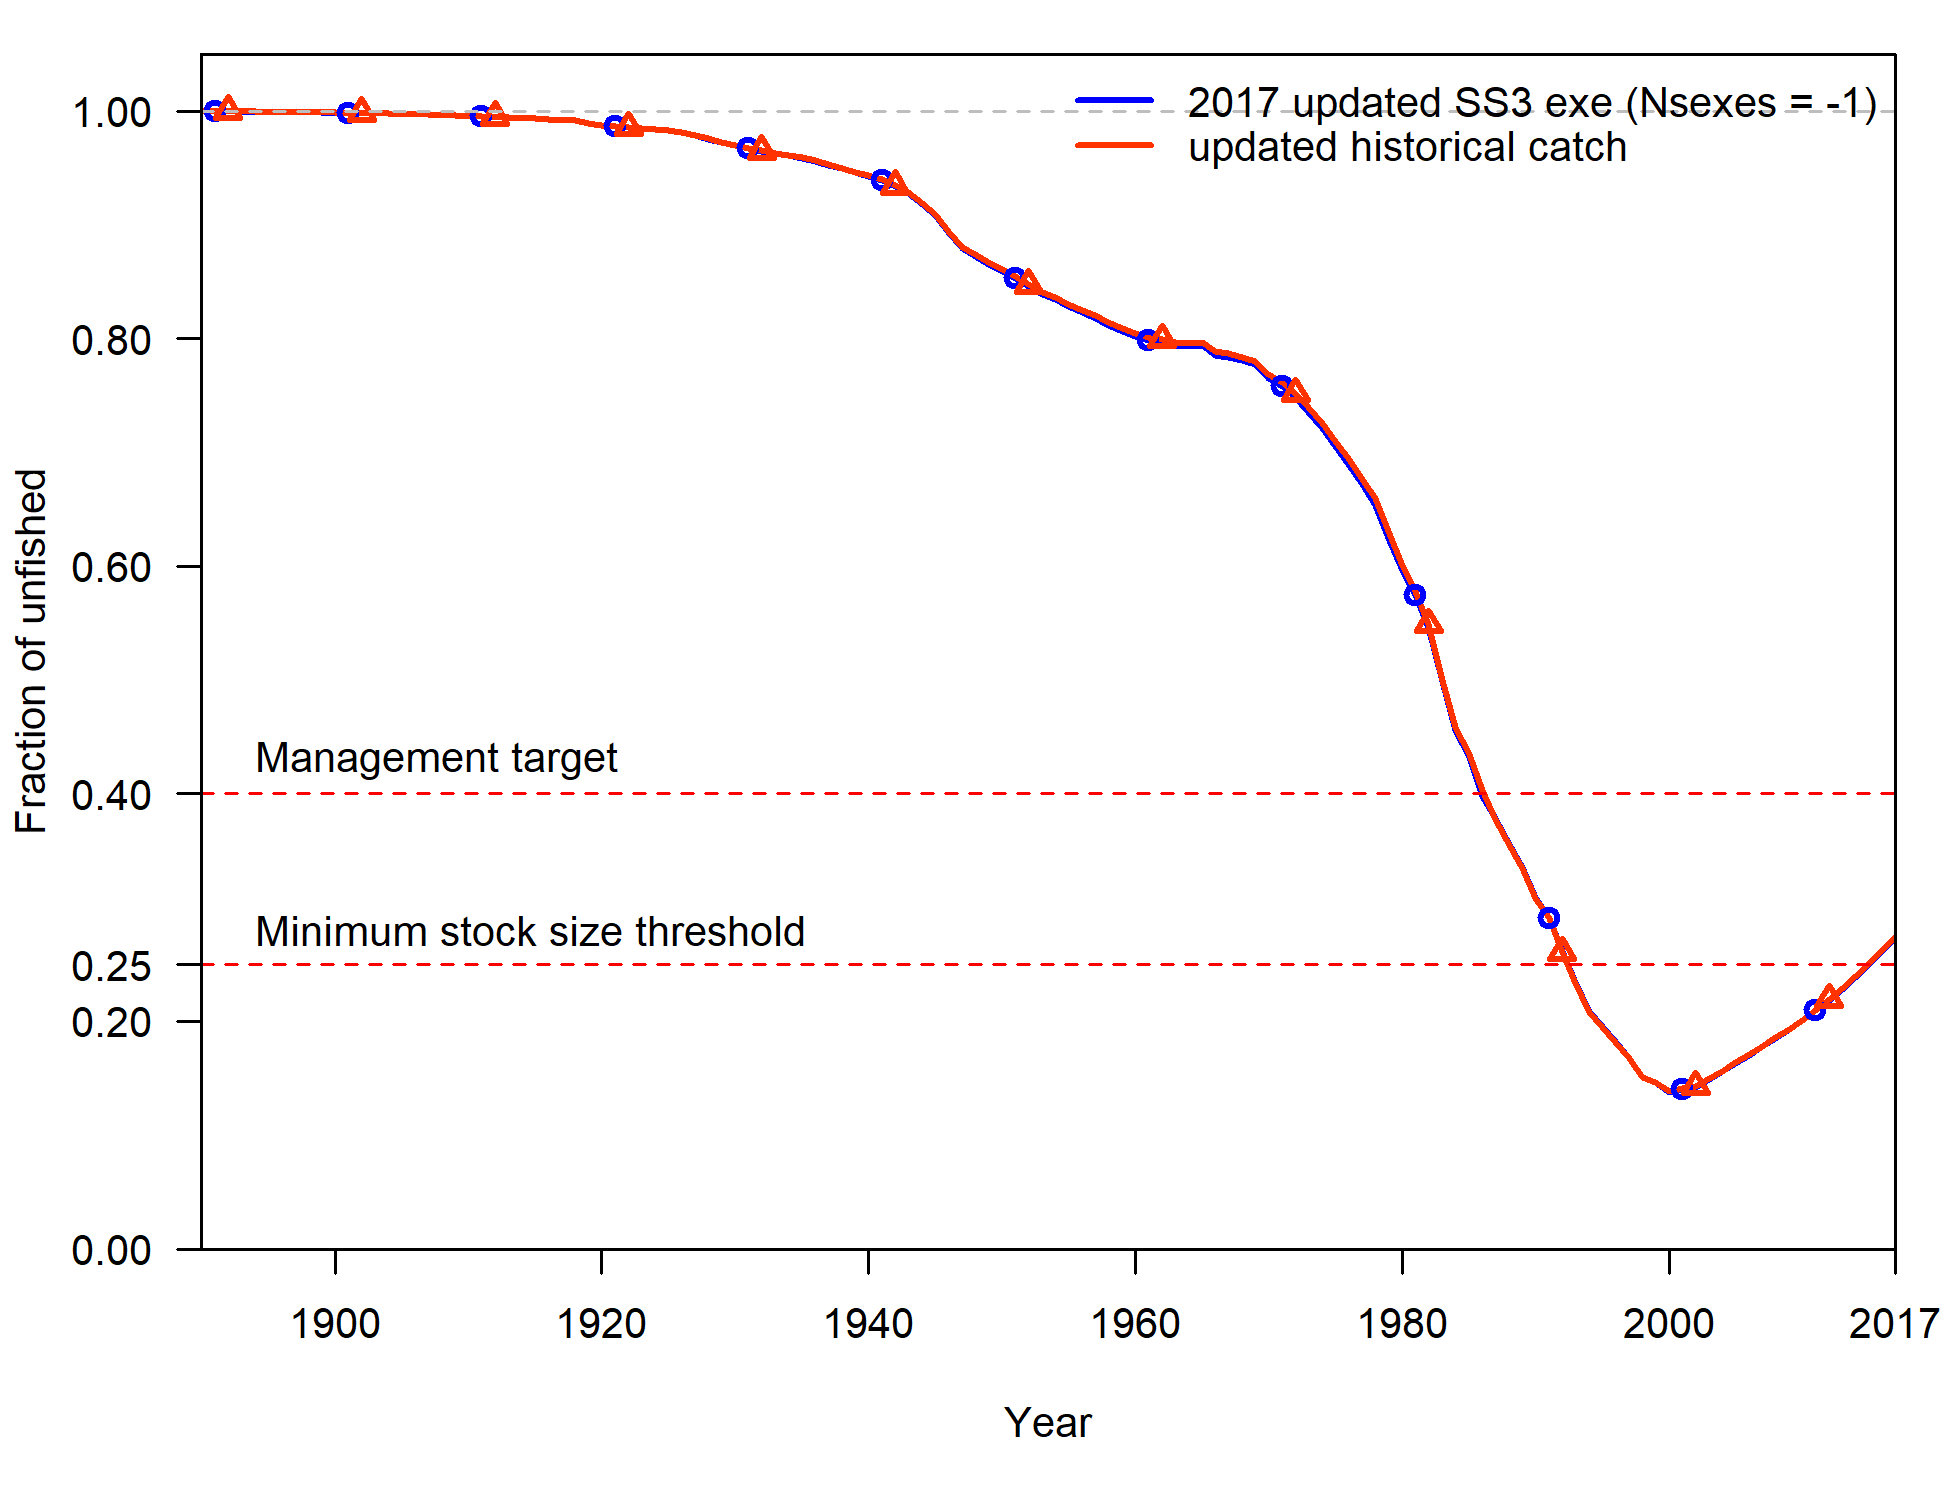 2017 updated SS3 exe (Nsexes = -1)
updated historical catch
1.00
0.80
0.60
0.40
0.25
0.20
0.00
Fraction of unfished
Management target
Minimum stock size threshold
1900
1920
1940
1960
1980
2000
2017
Year